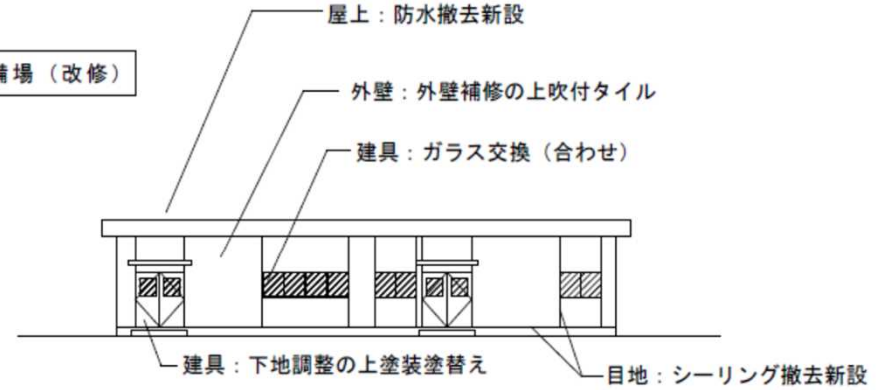 屋上：防水撤去新設
場（改修）
外壁：外壁補修の上吹付タイル
建具：ガラス交換（合わせ）
建具：下地調整の上塗装塗替え
目地：シーリング撤去新設